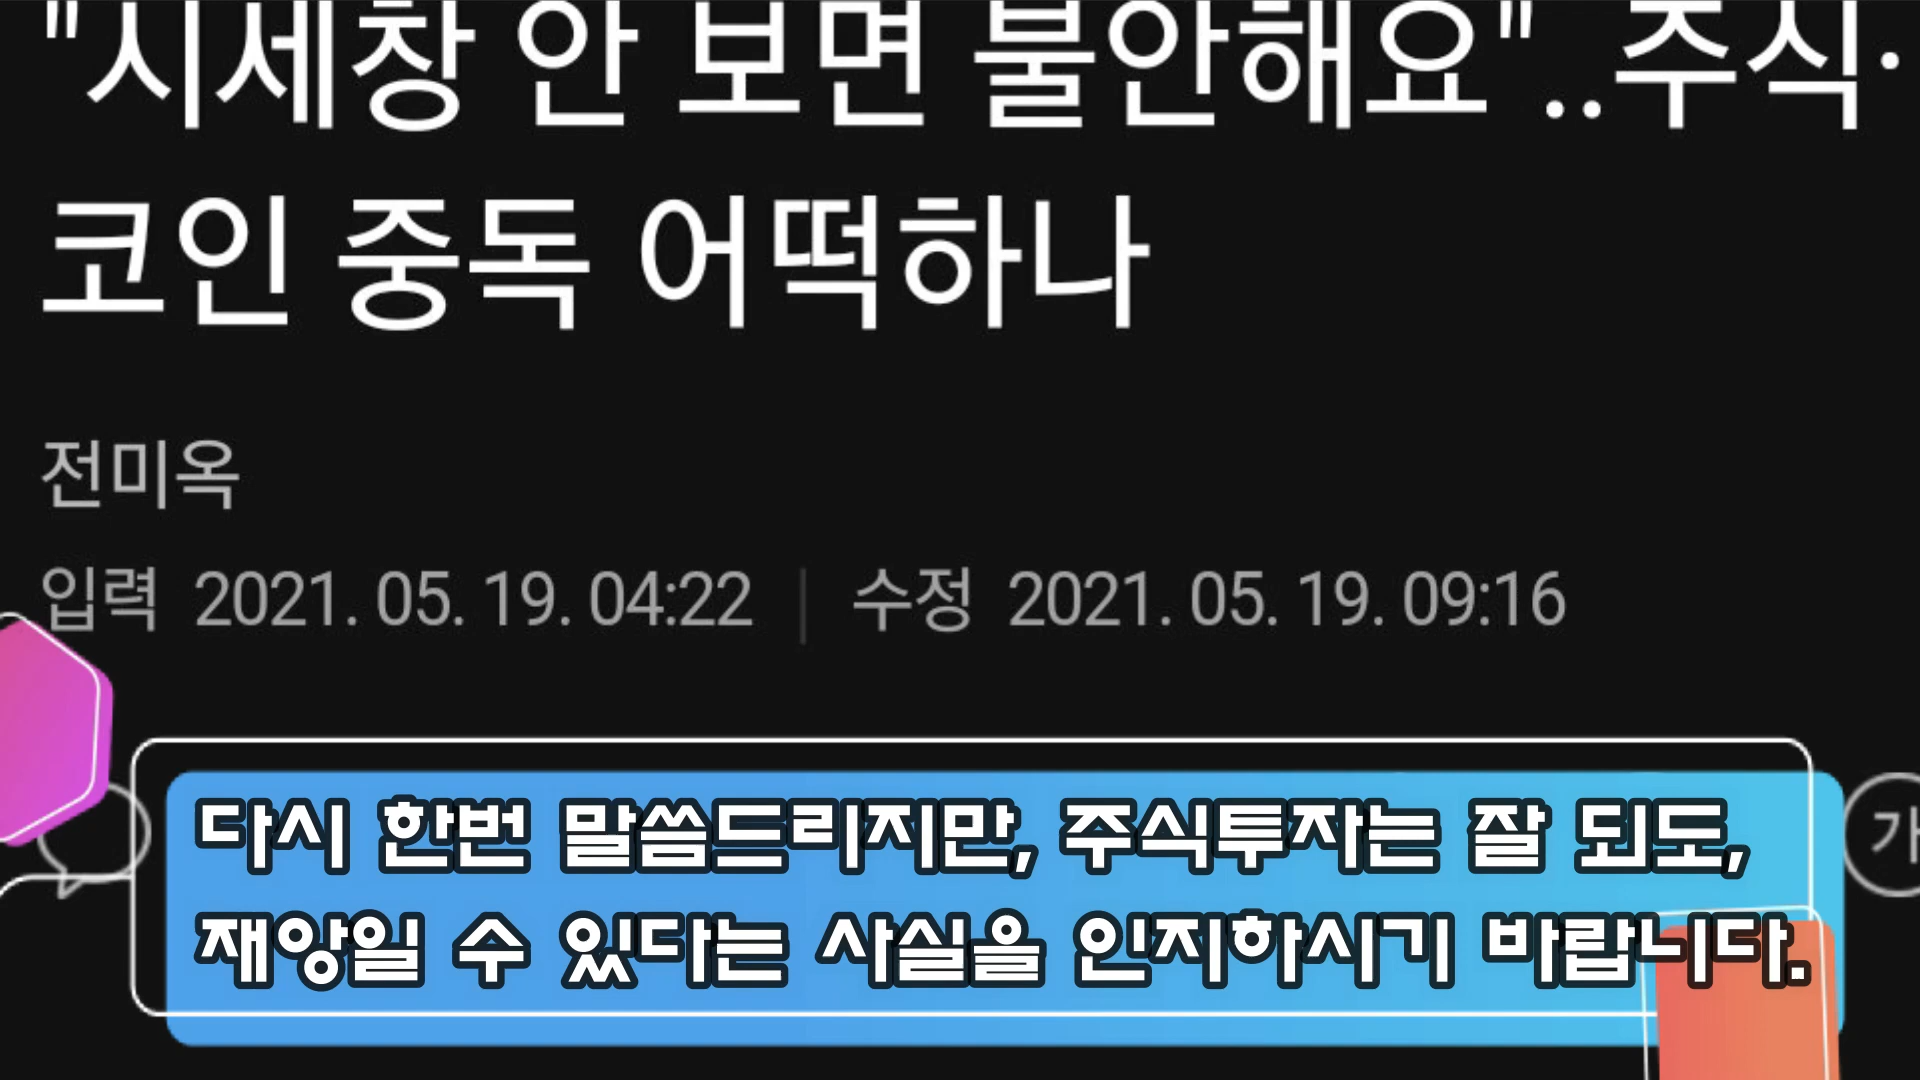 "시세창 안 보면 불안해요"..주식·
코인 중독 어떡하나
전미옥
입력 2021. 05. 19. 04:22 수정 2021. 05. 19. 09:16
다시 한번 말씀드리지만, 주식투자는 잘 되도,
재앙일 수 있다는 사실을 인지하시기 바랍니다.